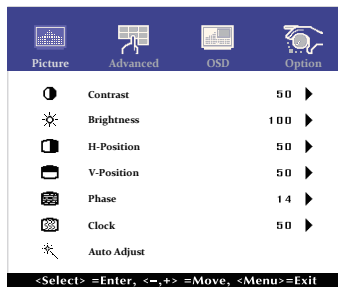 Picture Advanced OSD Option
Contrast 50
Brightness 100
H-Position 50
V-Position 50
Phase 14
Clock 50
Auto Adjust
<Select> =Enter, <−,+> =Move, <Menu>=Exit